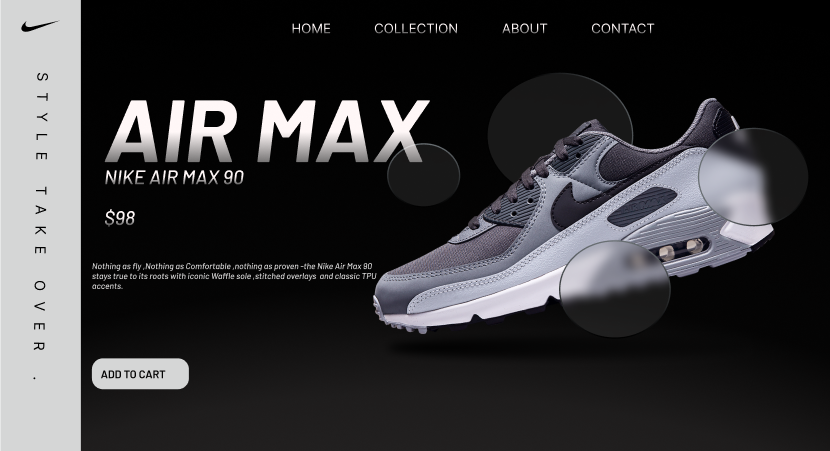 HOME COLLECTION ABOUT CONTACT
STYLE TAKE OVER .
AIR MAX
NIKE AIR MAX 90
$98
Nothing as fly ,Nothing as Comfortable ,nothing as proven -the Nike Air Max 90
stays true to its roots with iconic Waffle sole ,stitched overlays and classic TPU
accents.
ADD TO CART